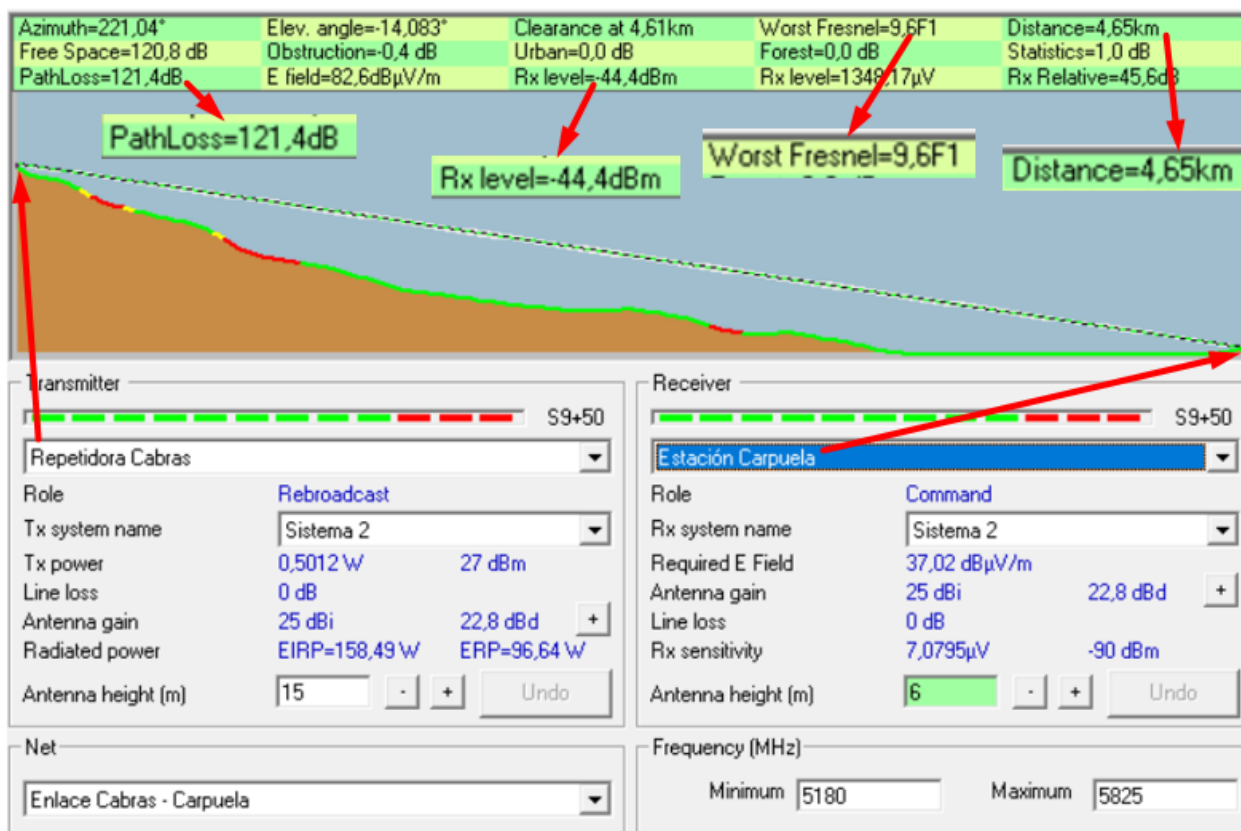 Azimuth=221,04° Elev. angle=-14,083° Clearance at 4,61km Worst Fresnel=9,6F1 Distance=4,65km
Free Space=120,8 dB Obstruction=-0,4 dB Urban=0,0 dB Forest=0,0 dB Statistics=1,0 dB
PathLoss=121,4dB E field=82,6dBµV/m Rx level=-44,4dBm Rx level=1348,17µV Rx Relative=45,6dB
PathLoss=121,4dB
Rx level=-44,4dBm
Worst Fresnel=9,6F1
Distance=4,65km
Transmitter
S9+50
Repetidora Cabras
Role Rebroadcast
Tx system name Sistema 2
Tx power 0,5012 W 27 dBm
Line loss 0 dB
Antenna gain 25 dBi 22,8 dBd +
Radiated power EIRP=158,49 W ERP=96,64 W
Antenna height (m) 15 - + Undo
Receiver
S9+50
Estación Carpuela
Role Command
Rx system name Sistema 2
Required E Field 37,02 dBµV/m
Antenna gain 25 dBi 22,8 dBd +
Line loss 0 dB
Rx sensitivity 7,0795µV -90 dBm
Antenna height (m) 6 - + Undo
Net
Enlace Cabras - Carpuela
Frequency (MHz)
Minimum 5180 Maximum 5825